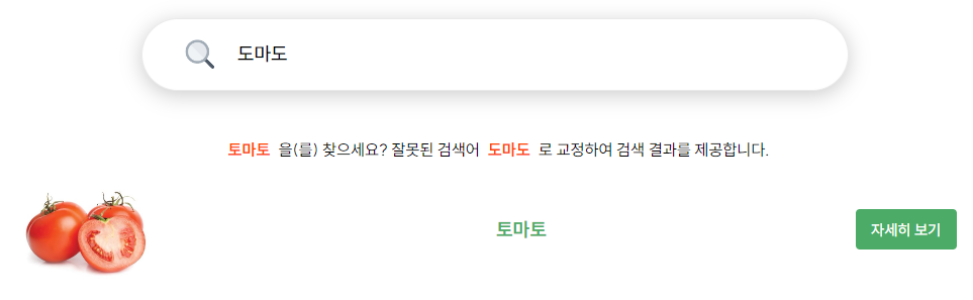 도마도
토마토 을(를) 찾으세요? 잘못된 검색어 도마도 로 교정하여 검색 결과를 제공합니다.
토마토
자세히 보기